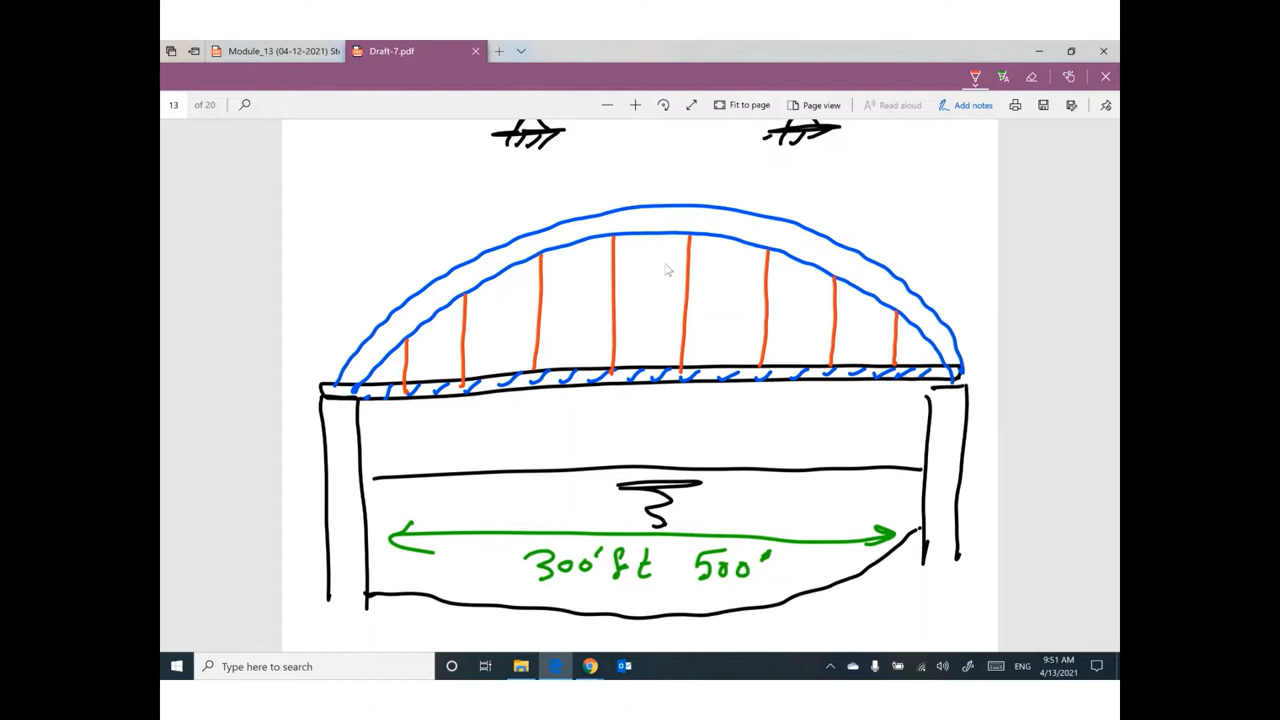 Module_13 (04-12-2021) St
Draft-7.pdf
13 of 20
Fit to page
Page view
Read aloud
Add notes
300' ft 500'
Type here to search
ENG
9:51 AM
4/13/2021